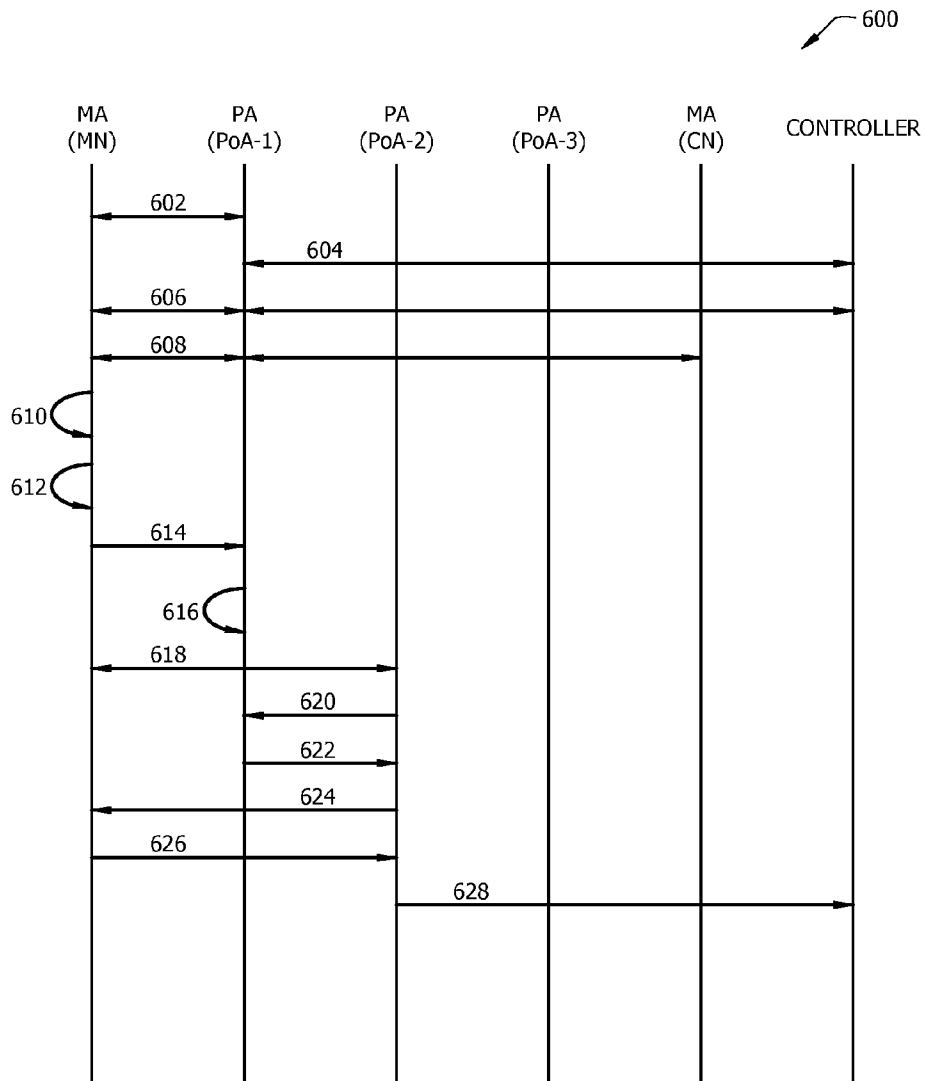 600
MA
(MN)
PA
(PoA-1)
PA
(PoA-2)
PA
(PoA-3)
MA
(CN)
CONTROLLER
602
604
606
608
610
612
614
616
618
620
622
624
626
628